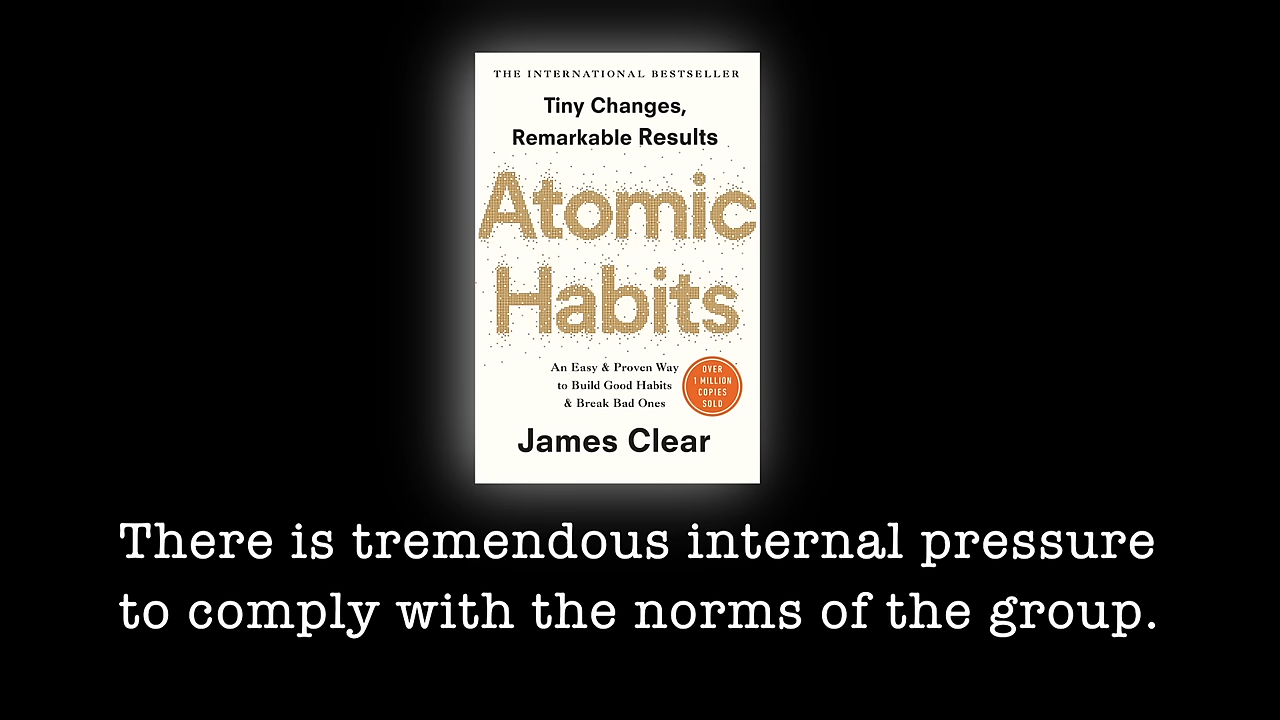 THE INTERNATIONAL BESTSELLER
Tiny Changes,
Remarkable Results
Atomic
Habits
An Easy & Proven Way
to Build Good Habits
& Break Bad Ones
OVER
1 MILLION
COPIES
SOLD
James Clear
There is tremendous internal pressure
to comply with the norms of the group.